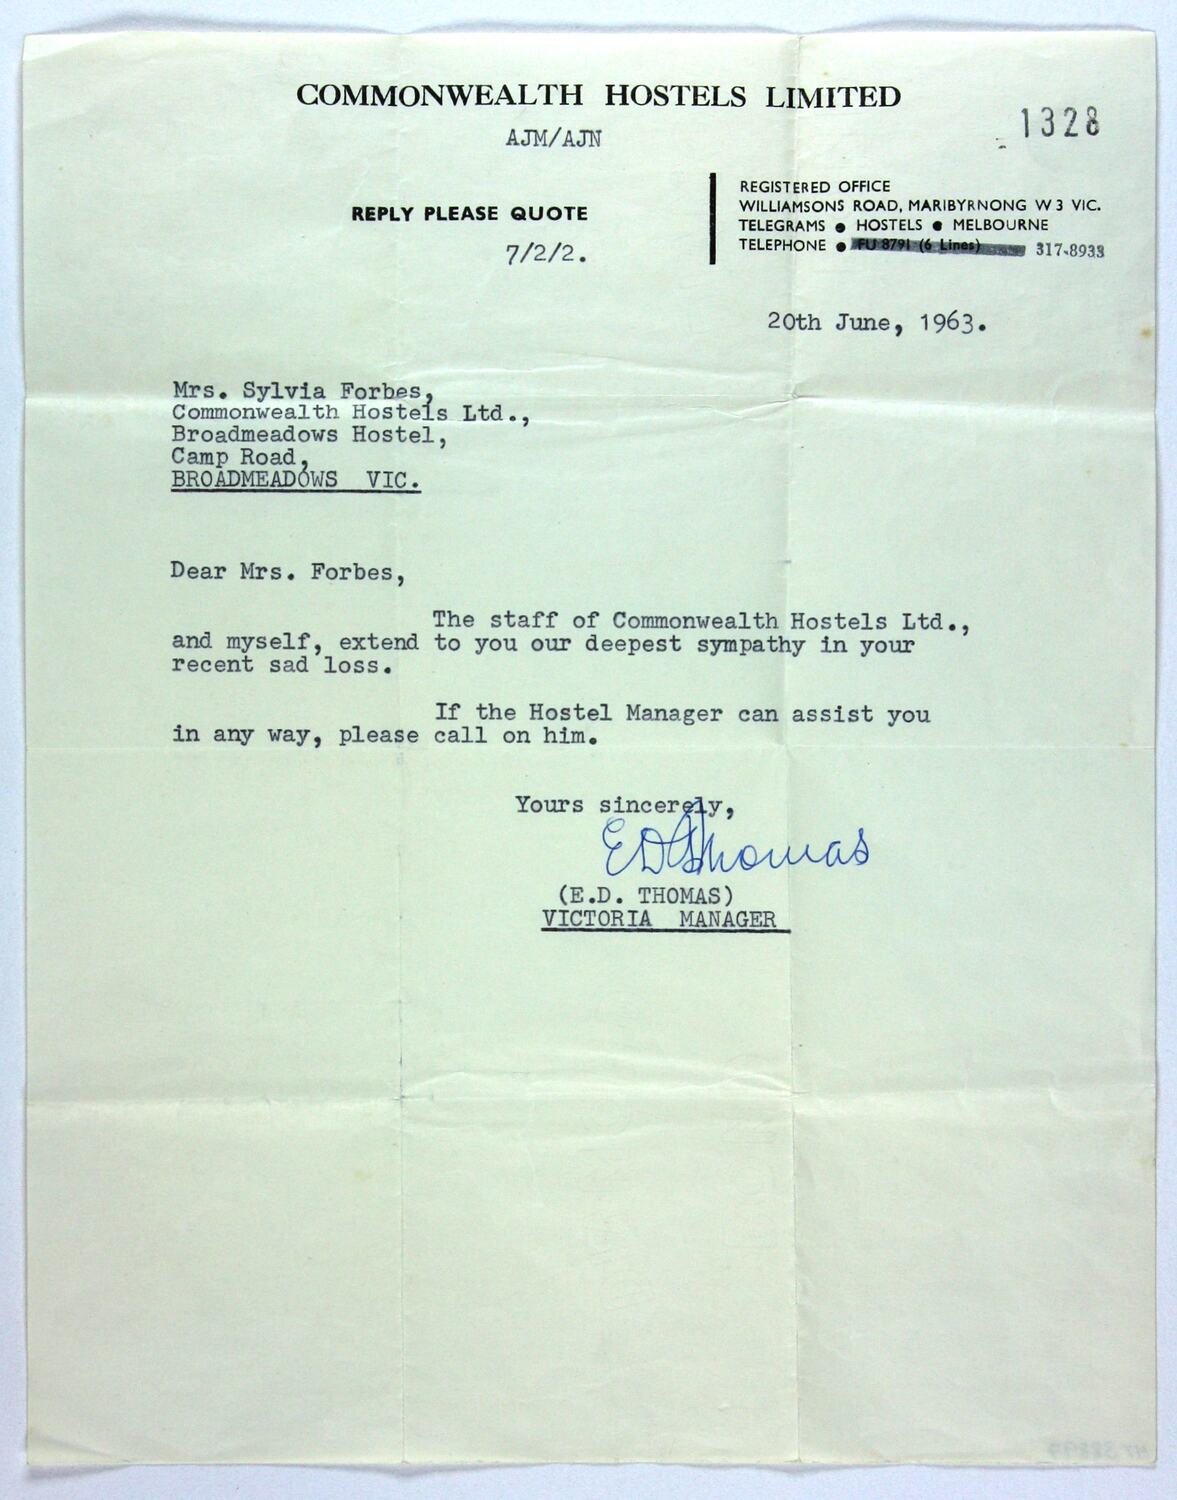 COMMONWEALTH HOSTELS LIMITED
AJM/AJN
1328
REPLY PLEASE QUOTE
7/2/2.
REGISTERED OFFICE
WILLIAMSONS ROAD, MARIBYRNONG W 3 VIC.
TELEGRAMS ● HOSTELS ● MELBOURNE
TELEPHONE ● FU 8791 (6 Lines) 317-8933
20th June, 1963.
Mrs. Sylvia Forbes,
Commonwealth Hostels Ltd.,
Broadmeadows Hostel,
Camp Road,
BROADMEADOWS VIC.
Dear Mrs. Forbes,
The staff of Commonwealth Hostels Ltd.,
and myself, extend to you our deepest sympathy in your
recent sad loss.
If the Hostel Manager can assist you
in any way, please call on him.
Yours sincerely,
E D Thomas
(E.D. THOMAS)
VICTORIA MANAGER